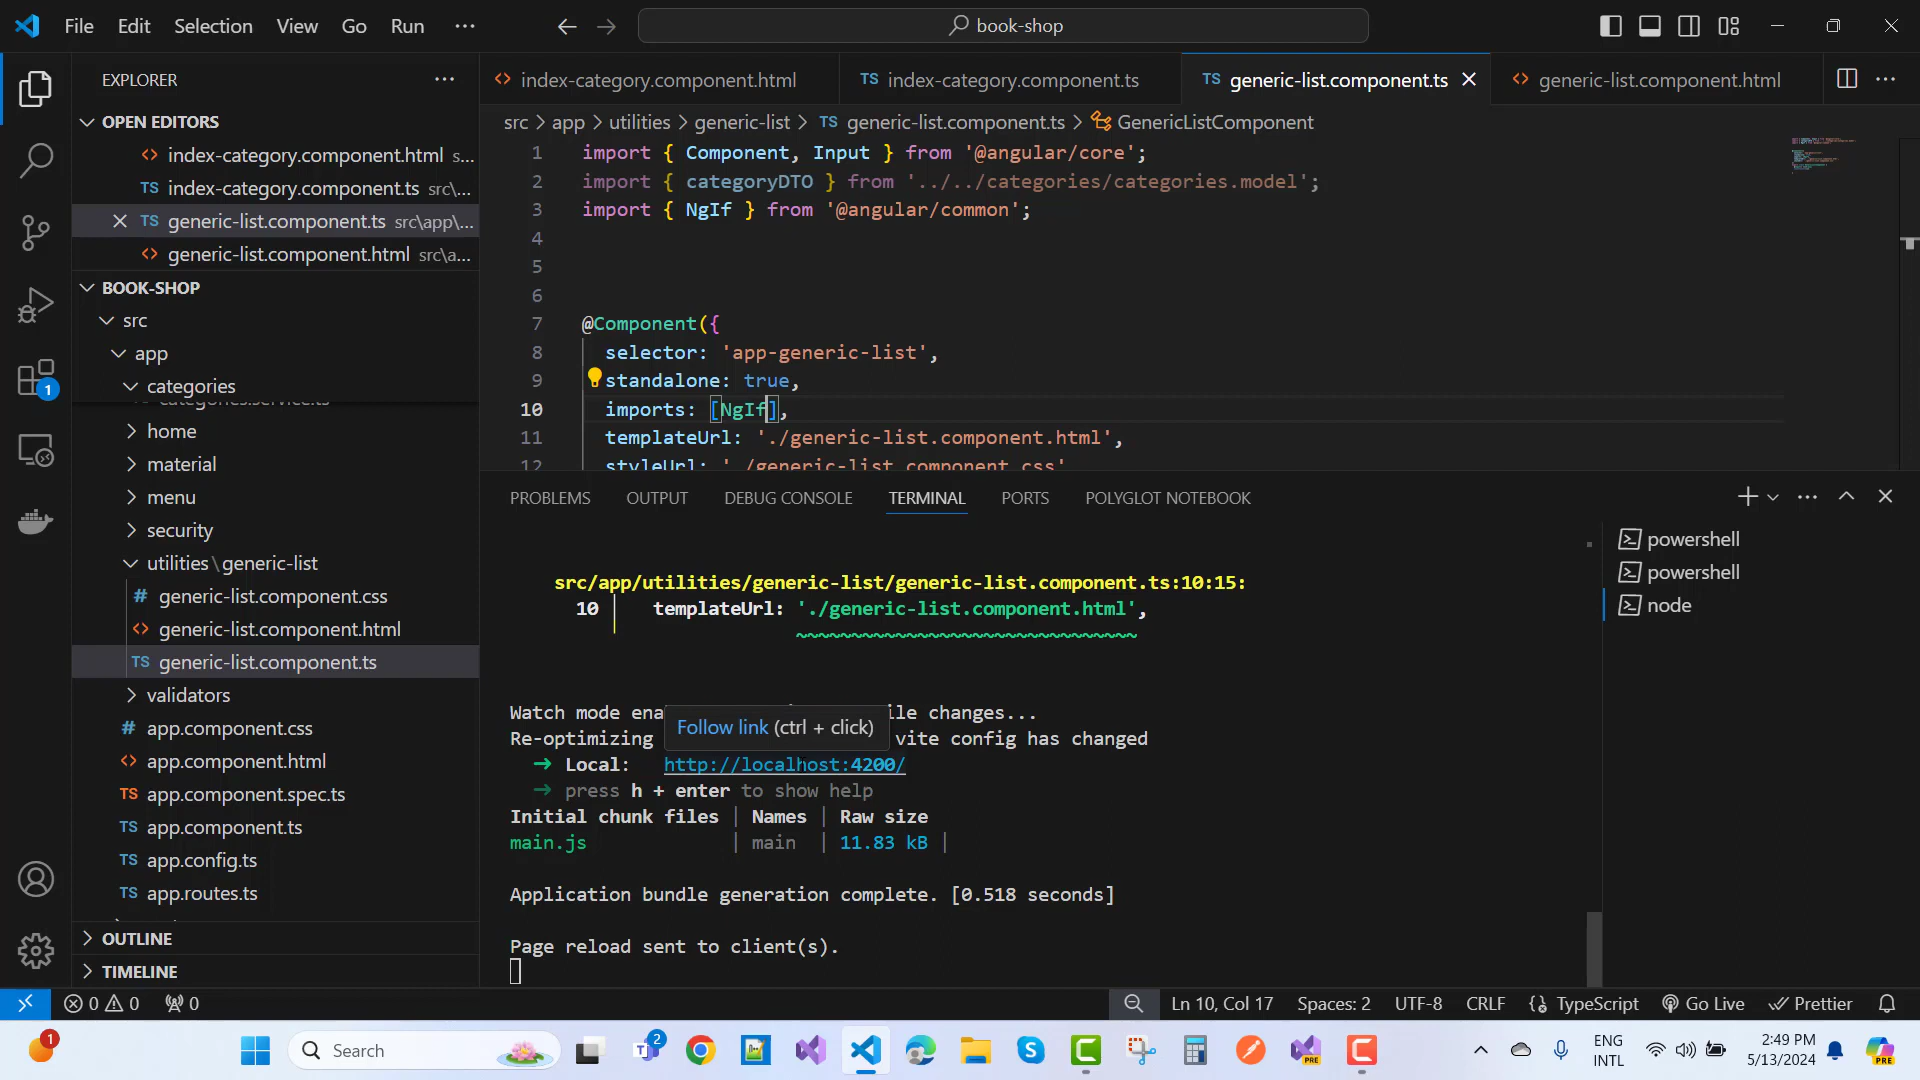 File Edit Selection View Go Run ··· book-shop
EXPLORER
OPEN EDITORS
index-category.component.html s...
TS index-category.component.ts src\...
TS generic-list.component.ts src\app\...
generic-list.component.html src\a...
BOOK-SHOP
src
app
categories
categories.service.ts
home
material
menu
security
utilities\generic-list
# generic-list.component.css
generic-list.component.html
TS generic-list.component.ts
validators
# app.component.css
app.component.html
TS app.component.spec.ts
TS app.component.ts
TS app.config.ts
TS app.routes.ts
OUTLINE
TIMELINE
1
index-category.component.html
TS index-category.component.ts
TS generic-list.component.ts
generic-list.component.html
src > app > utilities > generic-list > TS generic-list.component.ts > GenericListComponent
1 import { Component, Input } from '@angular/core';
2 import { categoryDTO } from '../../categories/categories.model';
3 import { NgIf } from '@angular/common';
4
5
6
7 @Component({
8 selector: 'app-generic-list',
9 standalone: true,
10 imports: [NgIf],
11 templateUrl: './generic-list.component.html',
12 styleUrl: './generic-list.component.css'
PROBLEMS OUTPUT DEBUG CONSOLE TERMINAL PORTS POLYGLOT NOTEBOOK
powershell
powershell
node
src/app/utilities/generic-list/generic-list.component.ts:10:15:
10 │ templateUrl: './generic-list.component.html',
~~~~~~~~~~~~~~~~~~~~~~~~~~~~~~~
Watch mode ena ile changes...
Follow link (ctrl + click)
Re-optimizing vite config has changed
➜ Local: http://localhost:4200/
➜ press h + enter to show help
Initial chunk files | Names | Raw size
main.js | main | 11.83 kB |
Application bundle generation complete. [0.518 seconds]
Page reload sent to client(s).
0 0 0 Ln 10, Col 17 Spaces: 2 UTF-8 CRLF TypeScript Go Live Prettier
1 Search 2 PRE ENG INTL 2:49 PM 5/13/2024 PRE